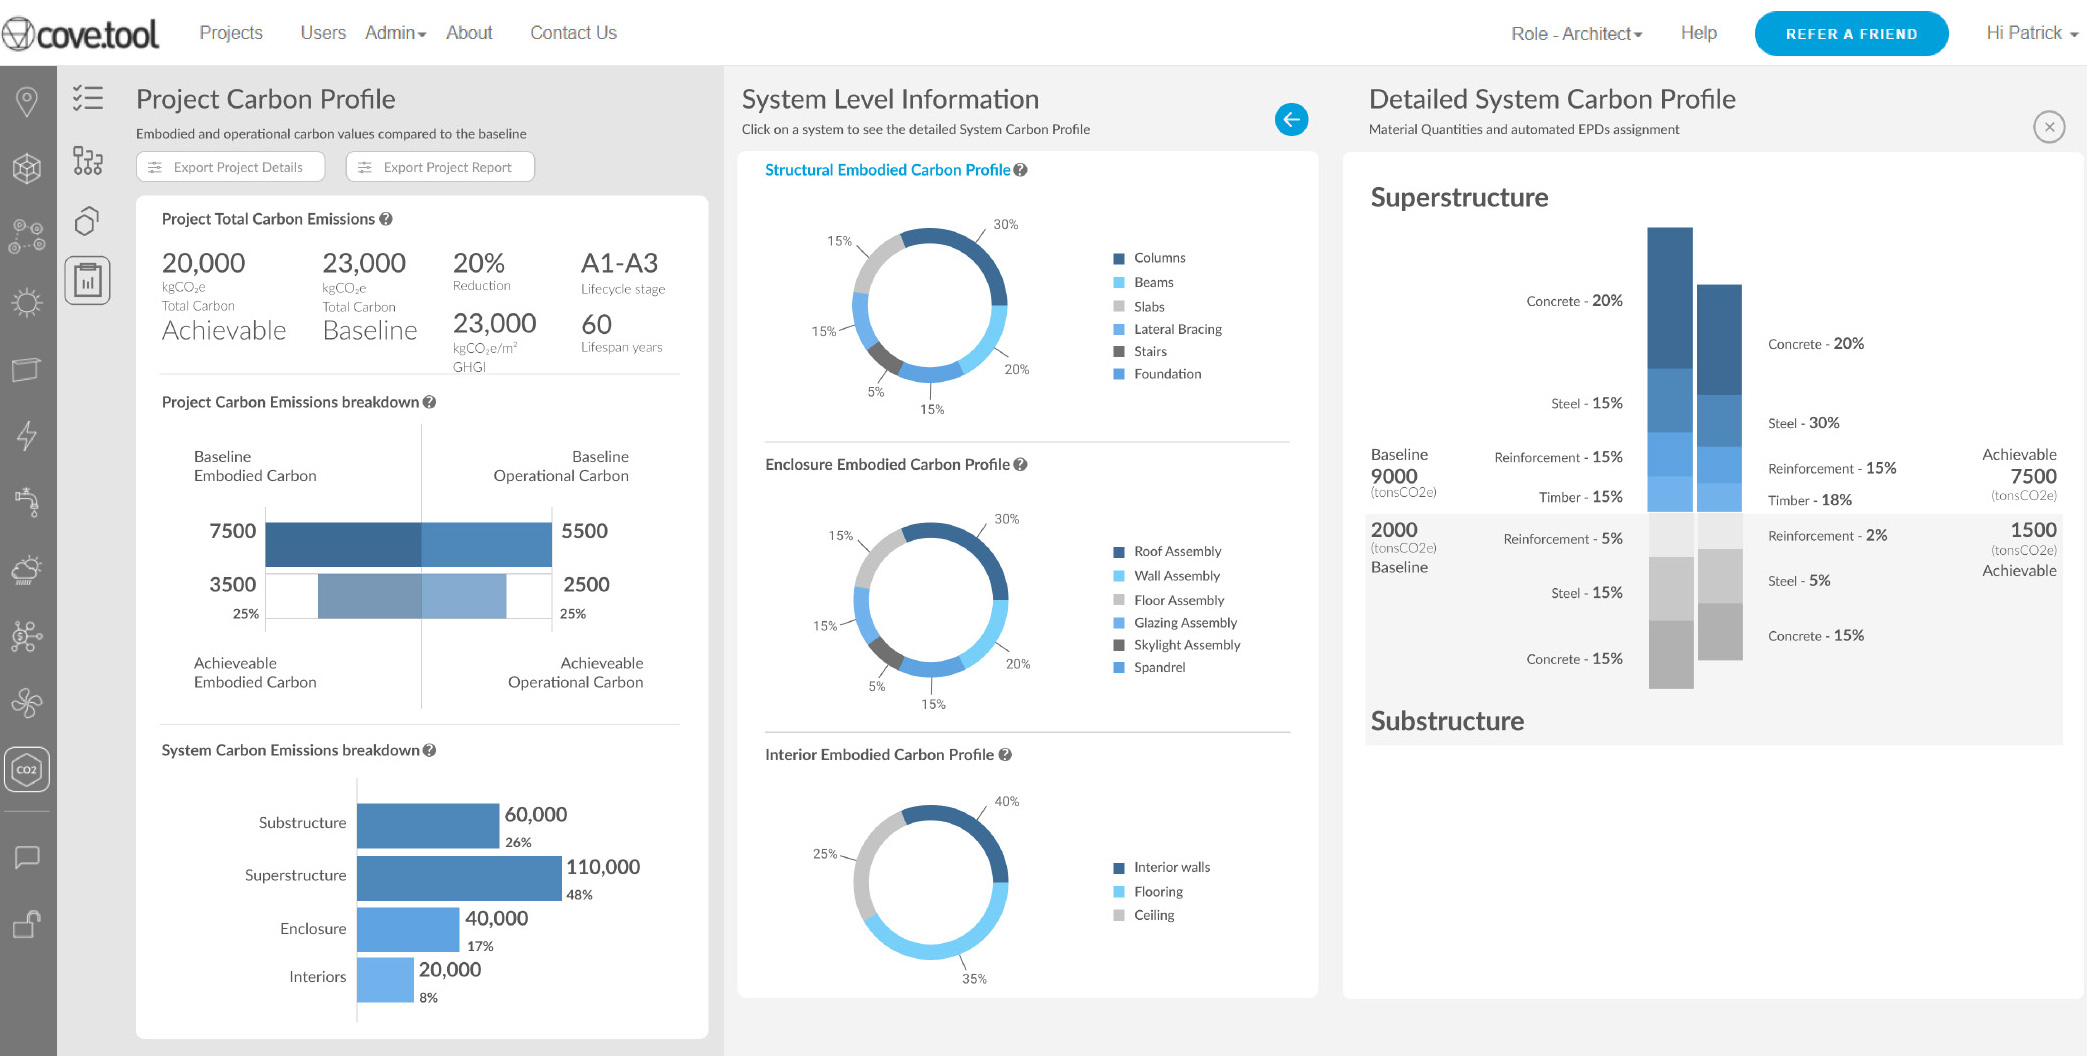 cove.tool
Projects
Users
Admin
About
Contact Us
Role - Architect
Help
REFER A FRIEND
Hi Patrick
CO2
Project Carbon Profile
Embodied and operational carbon values compared to the baseline
Export Project Details
Export Project Report
Project Total Carbon Emissions ?
20,000
kgCO₂e
Total Carbon
Achievable
23,000
kgCO₂e
Total Carbon
Baseline
20%
Reduction
23,000
kgCO₂e/m²
GHGI
A1-A3
Lifecycle stage
60
Lifespan years
Project Carbon Emissions breakdown ?
Baseline
Embodied Carbon
Baseline
Operational Carbon
7500
5500
3500
2500
25%
25%
Achieveable
Embodied Carbon
Achieveable
Operational Carbon
System Carbon Emissions breakdown ?
Substructure
60,000
26%
Superstructure
110,000
48%
Enclosure
40,000
17%
Interiors
20,000
8%
System Level Information
Click on a system to see the detailed System Carbon Profile
Structural Embodied Carbon Profile ?
30%
15%
15%
5%
15%
20%
Columns
Beams
Slabs
Lateral Bracing
Stairs
Foundation
Enclosure Embodied Carbon Profile ?
30%
15%
15%
5%
15%
20%
Roof Assembly
Wall Assembly
Floor Assembly
Glazing Assembly
Skylight Assembly
Spandrel
Interior Embodied Carbon Profile ?
40%
25%
35%
Interior walls
Flooring
Ceiling
Detailed System Carbon Profile
Material Quantities and automated EPDs assignment
Superstructure
Concrete - 20%
Steel - 15%
Reinforcement - 15%
Timber - 15%
Concrete - 20%
Steel - 30%
Reinforcement - 15%
Timber - 18%
Baseline
9000
(tonsCO2e)
Achievable
7500
(tonsCO2e)
2000
(tonsCO2e)
Baseline
Reinforcement - 5%
Steel - 15%
Concrete - 15%
Reinforcement - 2%
Steel - 5%
Concrete - 15%
1500
(tonsCO2e)
Achievable
Substructure